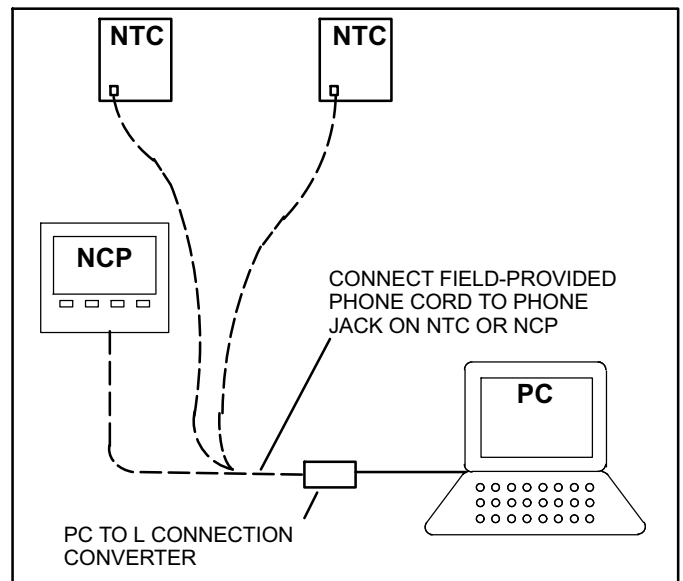 NTC
NTC
NCP
CONNECT FIELD-PROVIDED
PHONE CORD TO PHONE
JACK ON NTC OR NCP
PC
PC TO L CONNECTION
CONVERTER